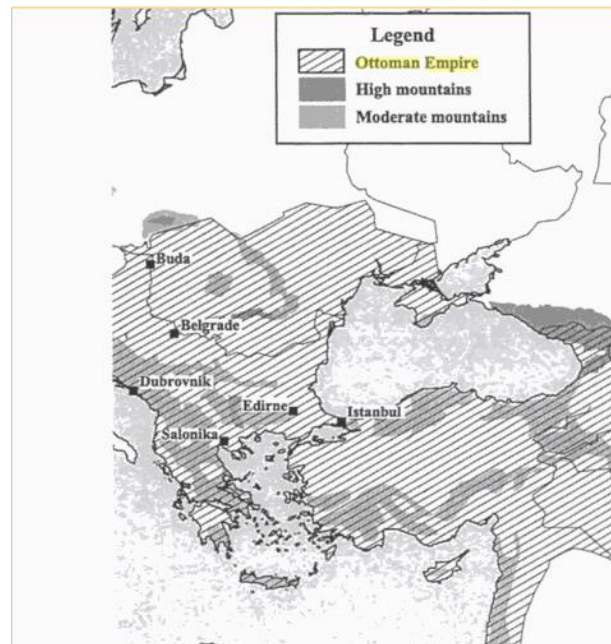 Legend
Ottoman Empire
High mountains
Moderate mountains
Buda
Belgrade
Dubrovnik
Edirne
Istanbul
Salonika